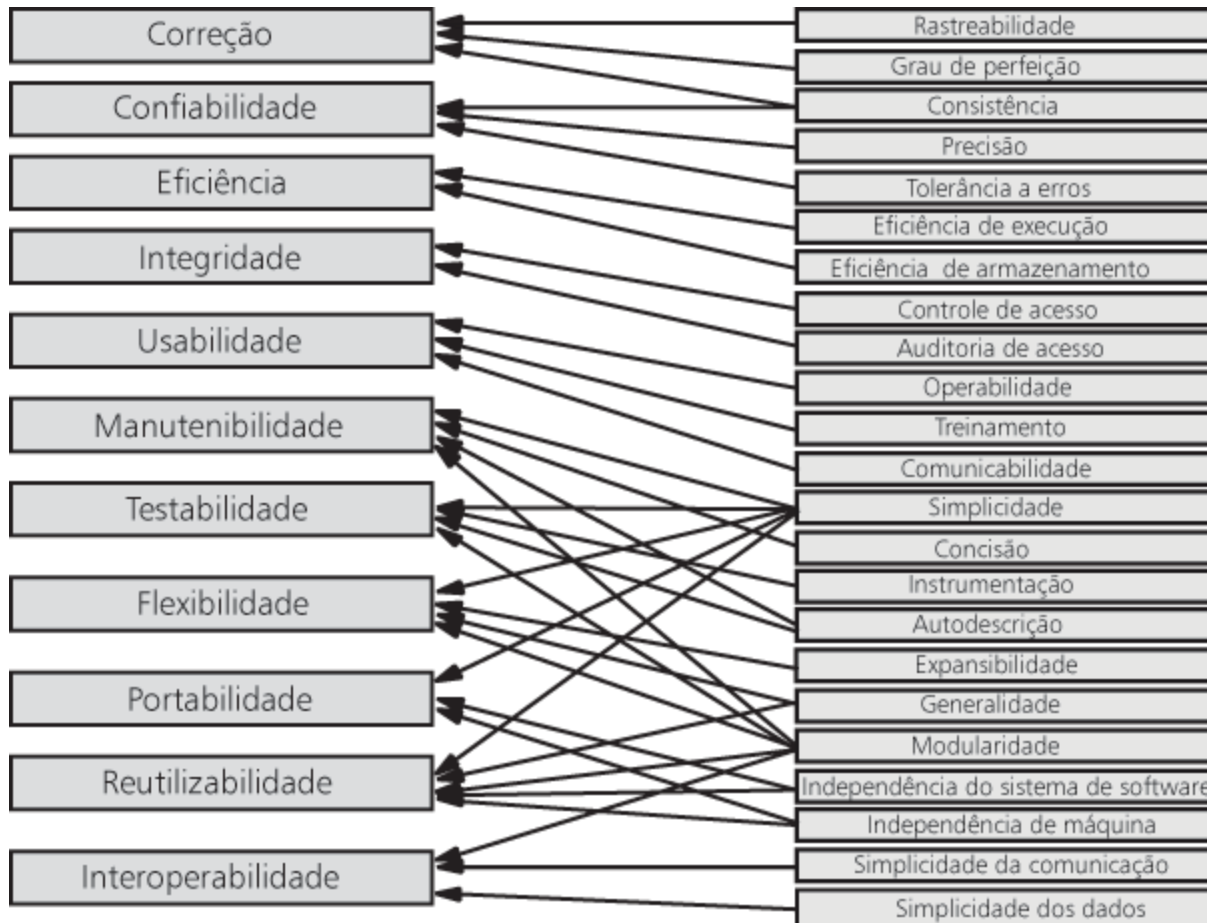 Correção
Confiabilidade
Eficiência
Integridade
Usabilidade
Manutenibilidade
Testabilidade
Flexibilidade
Portabilidade
Reutilizabilidade
Interoperabilidade
Rastreabilidade
Grau de perfeição
Consistência
Precisão
Tolerância a erros
Eficiência de execução
Eficiência de armazenamento
Controle de acesso
Auditoria de acesso
Operabilidade
Treinamento
Comunicabilidade
Simplicidade
Concisão
Instrumentação
Autodescrição
Expansibilidade
Generalidade
Modularidade
Independência do sistema de software
Independência de máquina
Simplicidade da comunicação
Simplicidade dos dados